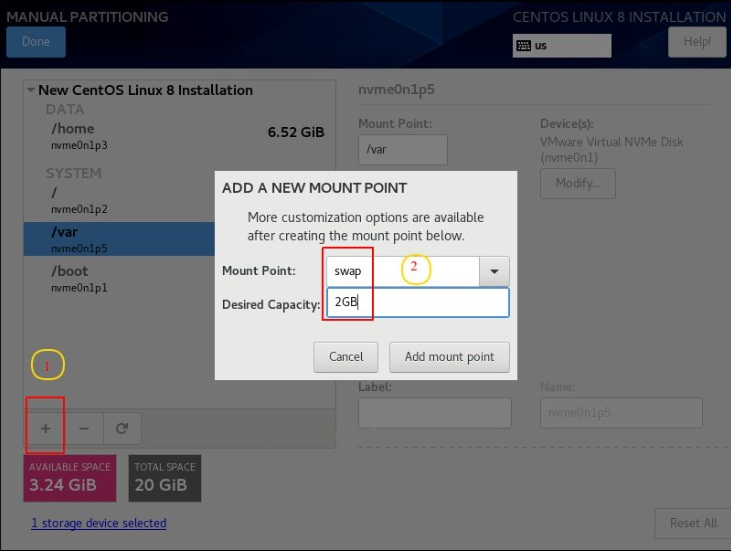 MANUAL PARTITIONING
CENTOS LINUX 8 INSTALLATION
Done
us
Help!
New CentOS Linux 8 Installation
DATA
/home
6.52 GiB
nvme0n1p3
SYSTEM
/
nvme0n1p2
/var
nvme0n1p5
/boot
nvme0n1p1
nvme0n1p5
Mount Point:
Device(s):
/var
VMware Virtual NVMe Disk
(nvme0n1)
Modify...
ADD A NEW MOUNT POINT
More customization options are available
after creating the mount point below.
Mount Point:
swap
2
Desired Capacity:
2GB
Cancel
Add mount point
1
Label:
Name:
nvme0n1p5
+ −
AVAILABLE SPACE
3.24 GiB
TOTAL SPACE
20 GiB
1 storage device selected
Reset All